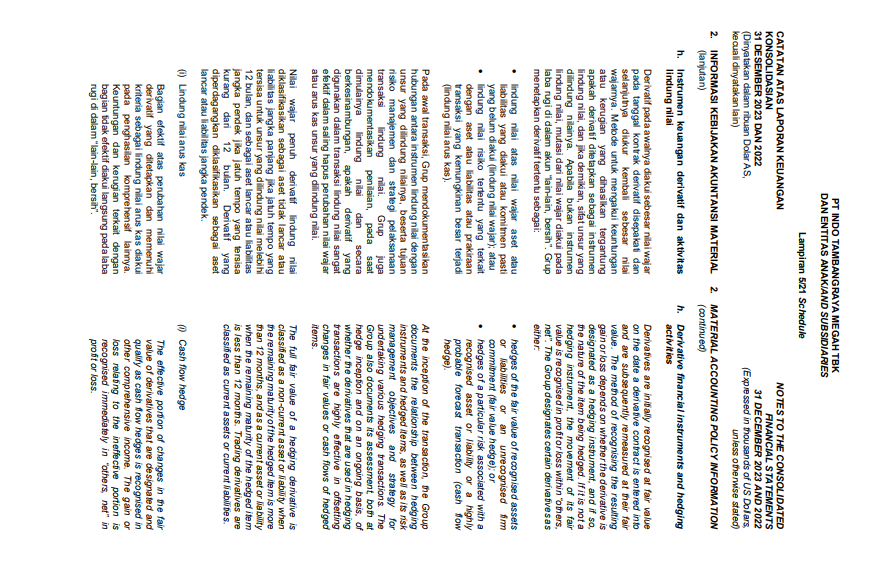 PT INDO TAMBANGRAYA MEGAH TBK
DAN ENTITAS ANAK/AND SUBSIDIARIES
Lampiran 5/21 Schedule
CATATAN ATAS LAPORAN KEUANGAN
KONSOLIDASIAN
31 DESEMBER 2023 DAN 2022
(Dinyatakan dalam ribuan Dolar AS,
kecuali dinyatakan lain)
2. INFORMASI KEBIJAKAN AKUNTANSI MATERIAL
(lanjutan)
h. Instrumen keuangan derivatif dan aktivitas
lindung nilai
Derivatif pada awalnya diakui sebesar nilai wajar
pada tanggal kontrak derivatif disepakati dan
selanjutnya diukur kembali sebesar nilai
wajarnya. Metode untuk mengakui keuntungan
atau kerugian yang dihasilkan tergantung
apakah derivatif ditetapkan sebagai instrumen
lindung nilai, dan jika demikian, sifat unsur yang
dilindung nilainya. Apabila bukan instrumen
lindung nilai, mutasi dari nilai wajar diakui pada
laba rugi di dalam akun "lain-lain, bersih". Grup
menetapkan derivatif tertentu sebagai:
• lindung nilai atas nilai wajar aset atau
liabilitas yang diakui atau komitmen pasti
yang belum diakui (lindung nilai wajar); atau
• lindung nilai risiko tertentu yang terkait
dengan aset atau liabilitas atau prakiraan
transaksi yang kemungkinan besar terjadi
(lindung nilai arus kas).
Pada awal transaksi, Grup mendokumentasikan
hubungan antara instrumen lindung nilai dengan
unsur yang dilindung nilainya, beserta tujuan
risiko manajemen dan strategi pelaksanaan
transaksi lindung nilai. Grup juga
mendokumentasikan penilaian, pada saat
dimulainya lindung nilai dan secara
berkesinambungan, apakah derivatif yang
digunakan dalam transaksi lindung nilai sangat
efektif dalam saling hapus perubahan nilai wajar
atau arus kas unsur yang dilindung nilai.
Nilai wajar penuh derivatif lindung nilai
diklasifikasikan sebagai aset tidak lancar atau
liabilitas jangka panjang jika jatuh tempo yang
tersisa untuk unsur yang dilindung nilai melebihi
12 bulan, dan sebagai aset lancar atau liabilitas
jangka pendek jika jatuh tempo yang tersisa
kurang dari 12 bulan. Derivatif yang
diperdagangkan diklasifikasikan sebagai aset
lancar atau liabilitas jangka pendek.
(i) Lindung nilai arus kas
Bagian efektif atas perubahan nilai wajar
derivatif yang ditetapkan dan memenuhi
kriteria sebagai lindung nilai arus kas diakui
pada penghasilan komprehensif lainnya.
Keuntungan dan kerugian terkait dengan
bagian tidak efektif diakui langsung pada laba
rugi di dalam "lain-lain, bersih".
NOTES TO THE CONSOLIDATED
FINANCIAL STATEMENTS
31 DECEMBER 2023 AND 2022
(Expressed in thousands of US Dollars,
unless otherwise stated)
2. MATERIAL ACCOUNTING POLICY INFORMATION
(continued)
h. Derivative financial instruments and hedging
activities
Derivatives are initially recognised at fair value
on the date a derivative contract is entered into
and are subsequently remeasured at their fair
value. The method of recognising the resulting
gain or loss depends on whether the derivative is
designated as a hedging instrument, and if so,
the nature of the item being hedged. If it is not a
hedging instrument, the movement of its fair
value is recognised in profit or loss within "others,
net". The Group designates certain derivatives as
either:
• hedges of the fair value of recognised assets
or liabilities or an unrecognised firm
commitment (fair value hedge); or
• hedges of a particular risk associated with a
recognised asset or liability or a highly
probable forecast transaction (cash flow
hedge).
At the inception of the transaction, the Group
documents the relationship between hedging
instruments and hedged items, as well as its risk
management objectives and strategy for
undertaking various hedging transactions. The
Group also documents its assessment, both at
hedge inception and on an ongoing basis, of
whether the derivatives that are used in hedging
transactions are highly effective in offsetting
changes in fair values or cash flows of hedged
items.
The full fair value of a hedging derivative is
classified as a non-current asset or liability when
the remaining maturity of the hedged item is more
than 12 months, and as a current asset or liability
when the remaining maturity of the hedged item
is less than 12 months. Trading derivatives are
classified as current assets or current liabilities.
(i) Cash flow hedge
The effective portion of changes in the fair
value of derivatives that are designated and
qualify as cash flow hedges is recognised in
other comprehensive income. The gain or
loss relating to the ineffective portion is
recognised immediately in "others, net" in
profit or loss.